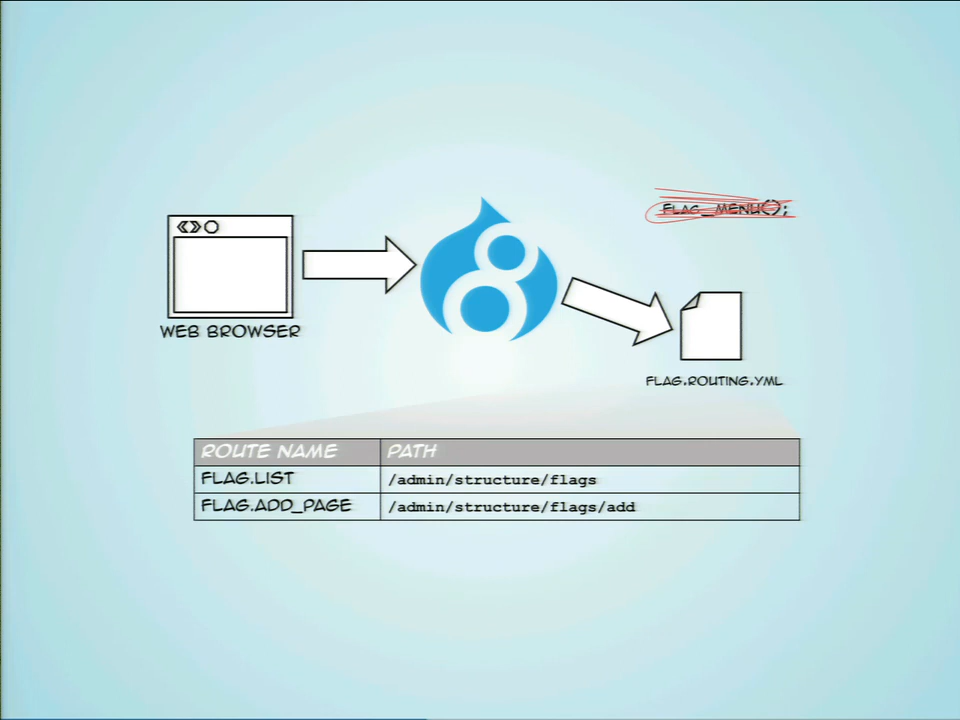 FLAG_MENU();
WEB BROWSER
FLAG.ROUTING.YML
ROUTE NAME PATH
FLAG.LIST /admin/structure/flags
FLAG.ADD_PAGE /admin/structure/flags/add